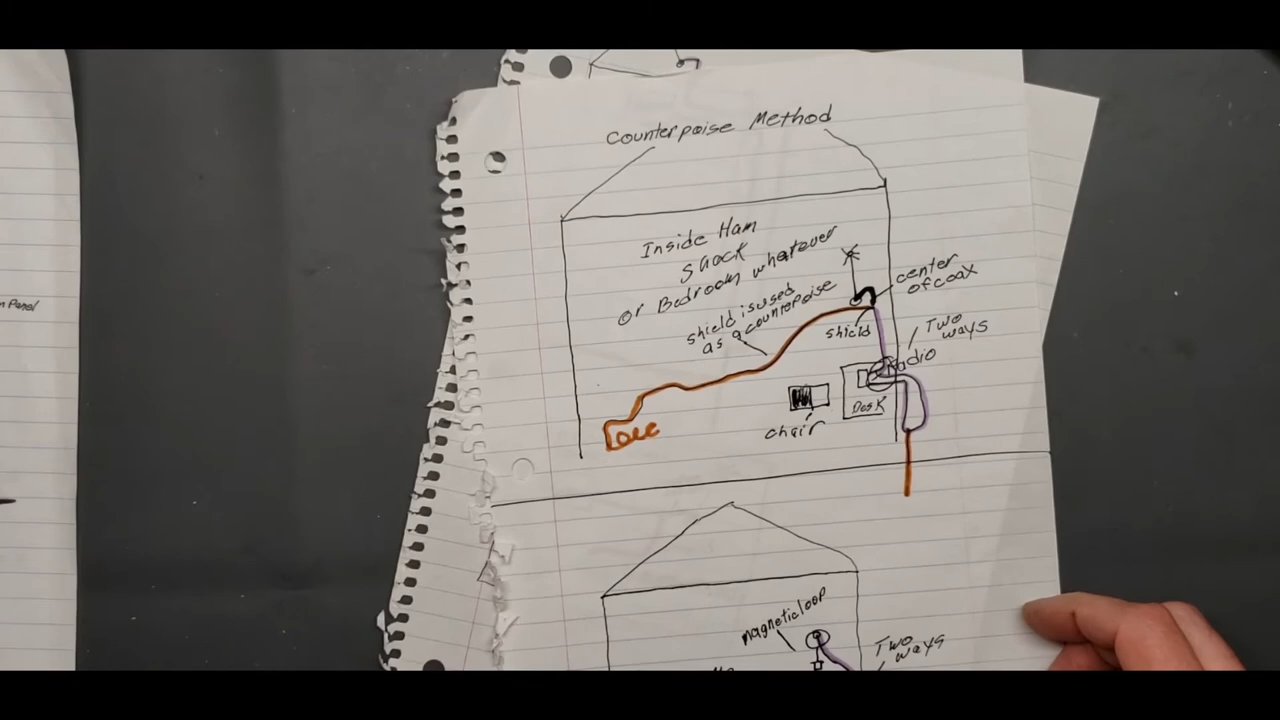 Counterpoise Method
Inside Ham
Shack
or Bedroom whatever
shield is used
as a counterpoise
center
of coax
shield
Two
ways
Radio
Desk
chair
magnetic loop
Two
ways
Panel